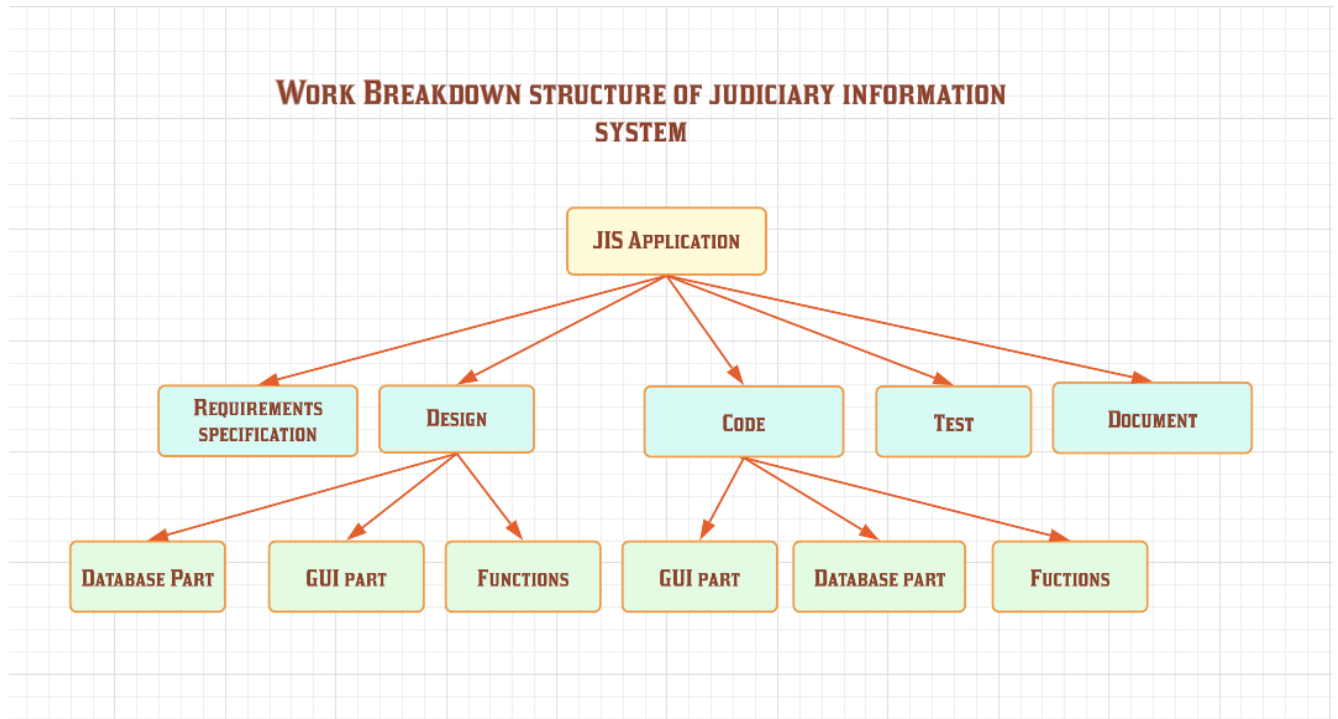 Work Breakdown structure of judiciary information
system
JIS Application
Requirements
specification
Design
Code
Test
Document
Database Part
GUI part
Functions
GUI part
Database part
Fuctions